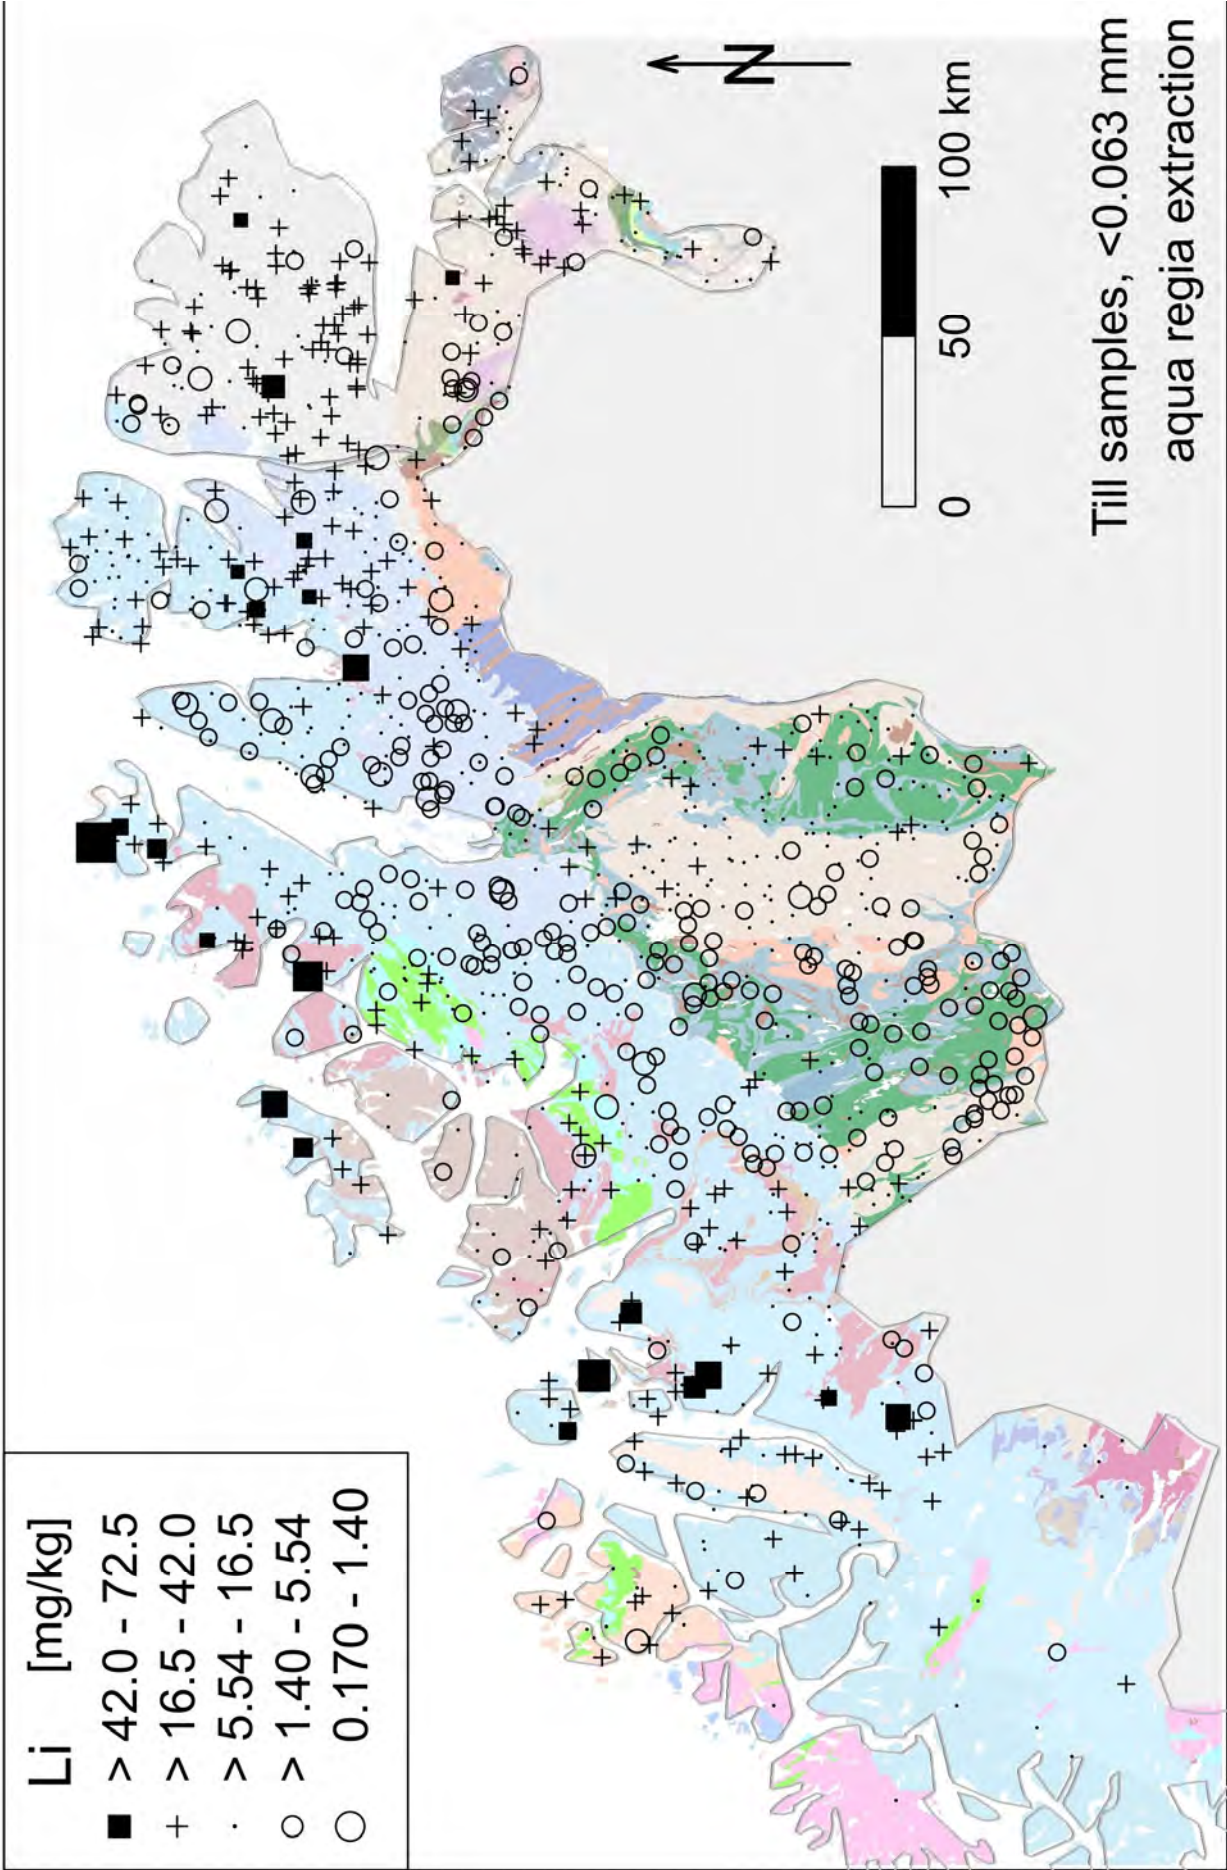 Li [mg/kg]
> 42.0 - 72.5
> 16.5 - 42.0
> 5.54 - 16.5
> 1.40 - 5.54
0.170 - 1.40
N
0 50 100 km
Till samples, <0.063 mm
aqua regia extraction